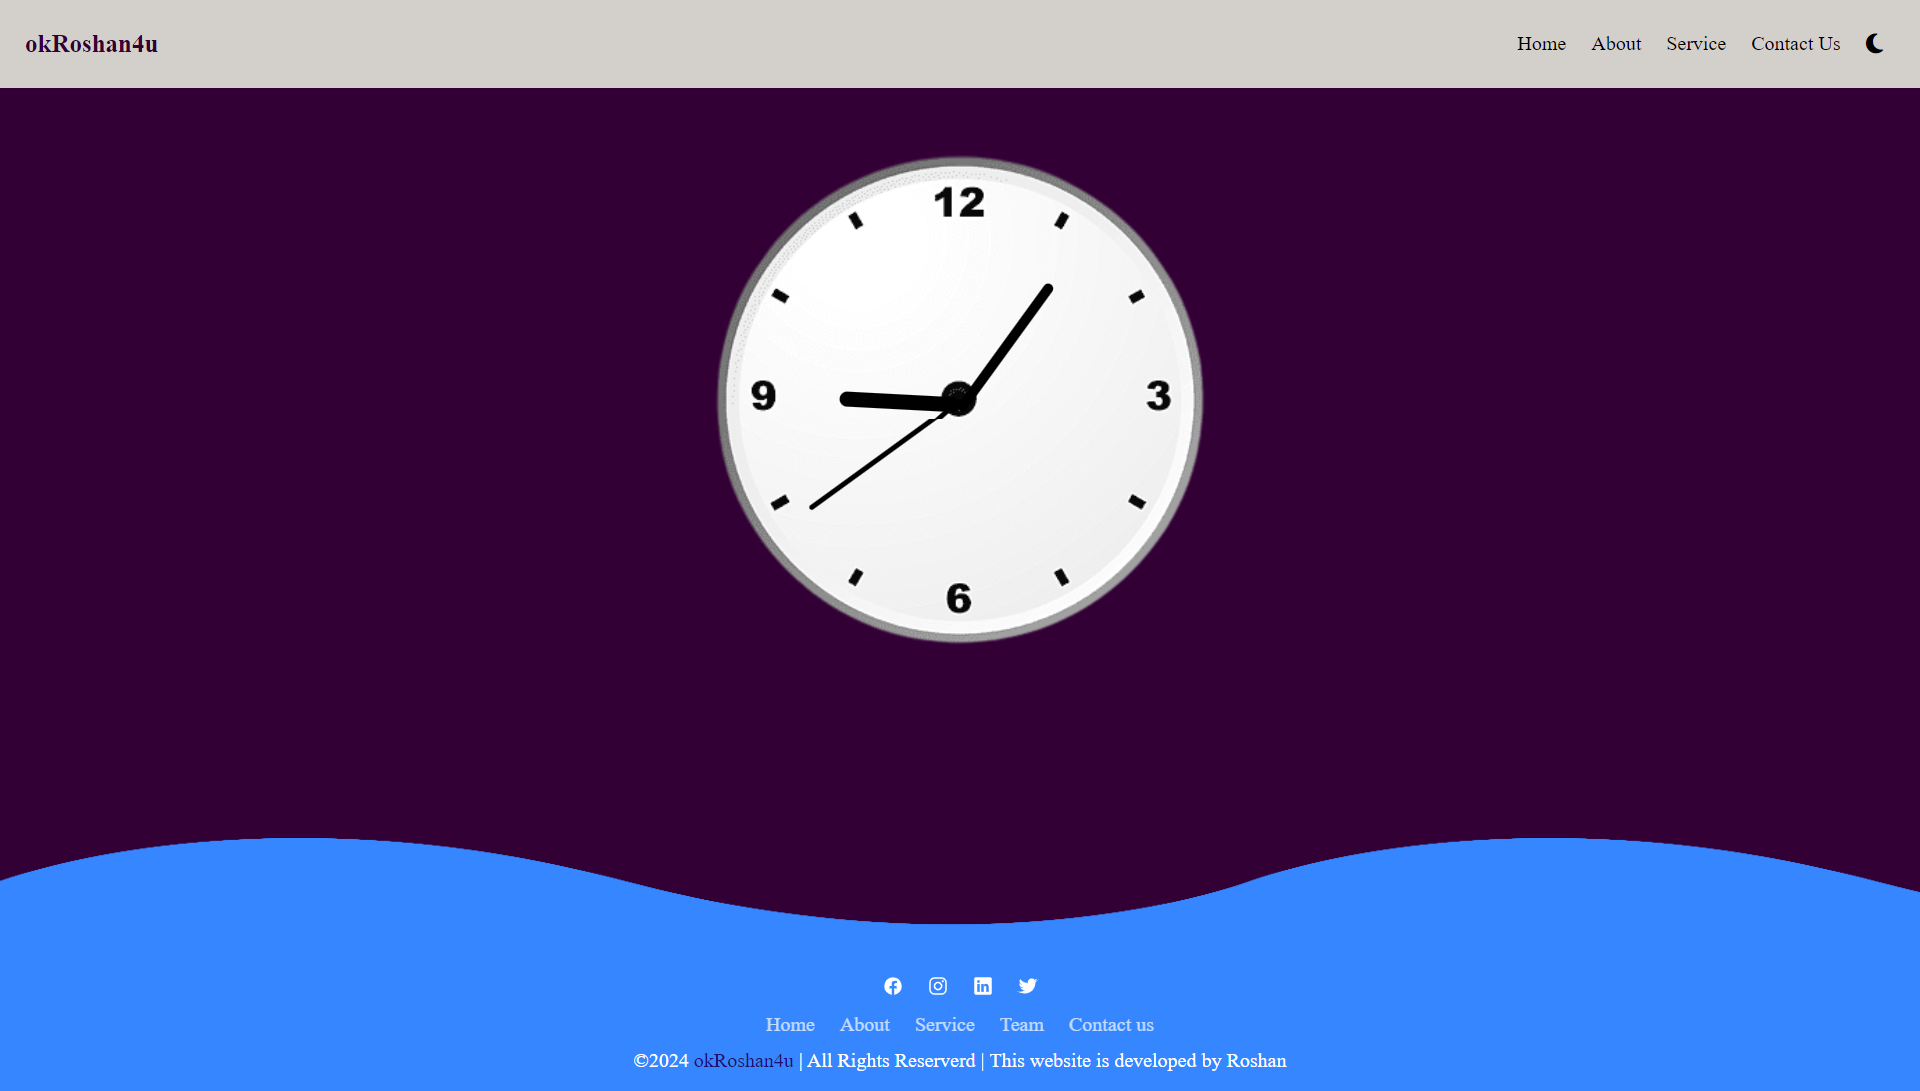 okRoshan4u
Home About Service Contact Us
12
9
3
6
Home About Service Team Contact us
©2024 okRoshan4u | All Rights Reserverd | This website is developed by Roshan